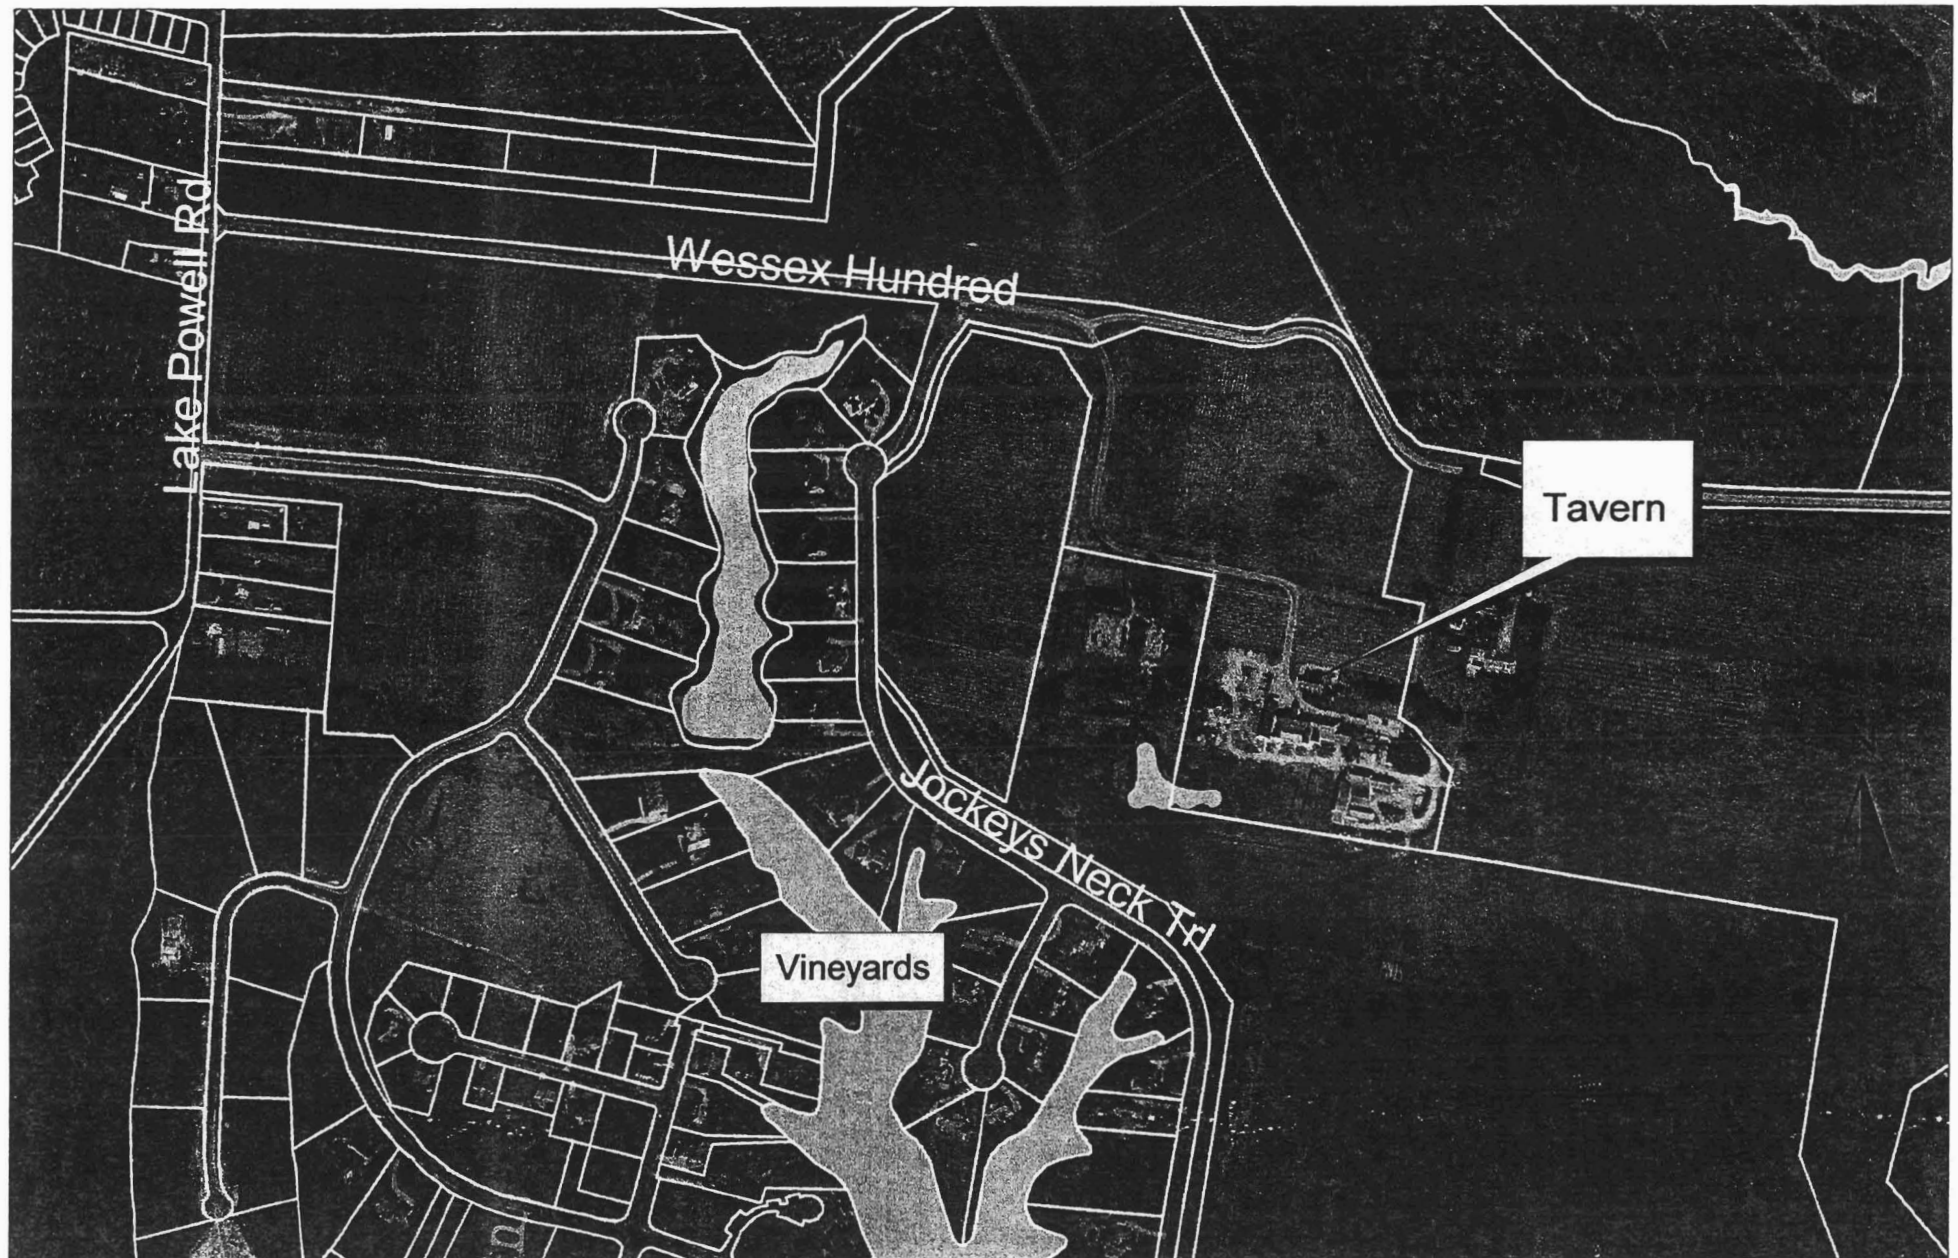 Lake Powell Rd
Wessex Hundred
Tavern
Jockeys Neck Trl
Vineyards